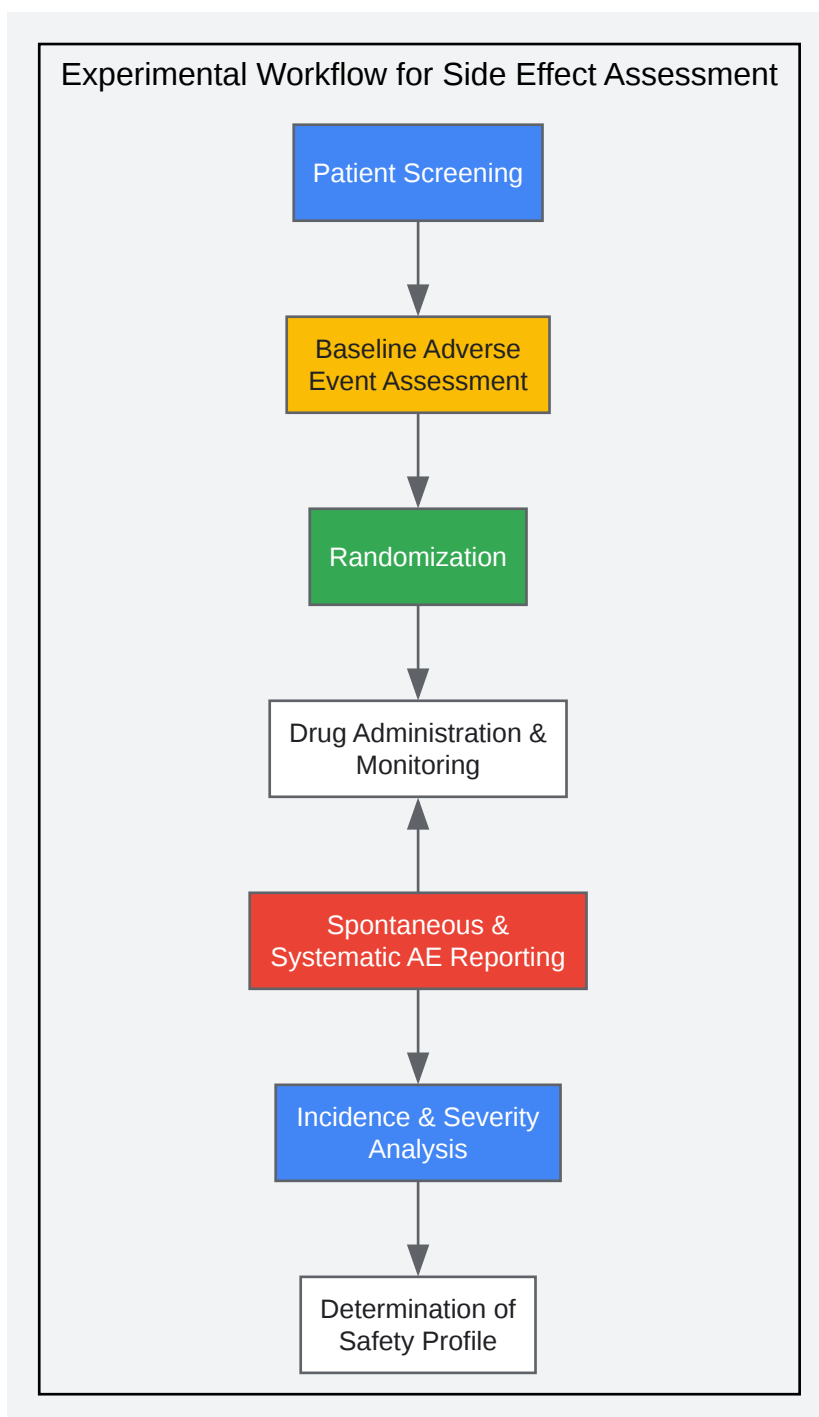 Experimental Workflow for Side Effect Assessment
Patient Screening
Baseline Adverse
Event Assessment
Randomization
Drug Administration &
Monitoring
Spontaneous &
Systematic AE Reporting
Incidence & Severity
Analysis
Determination of
Safety Profile